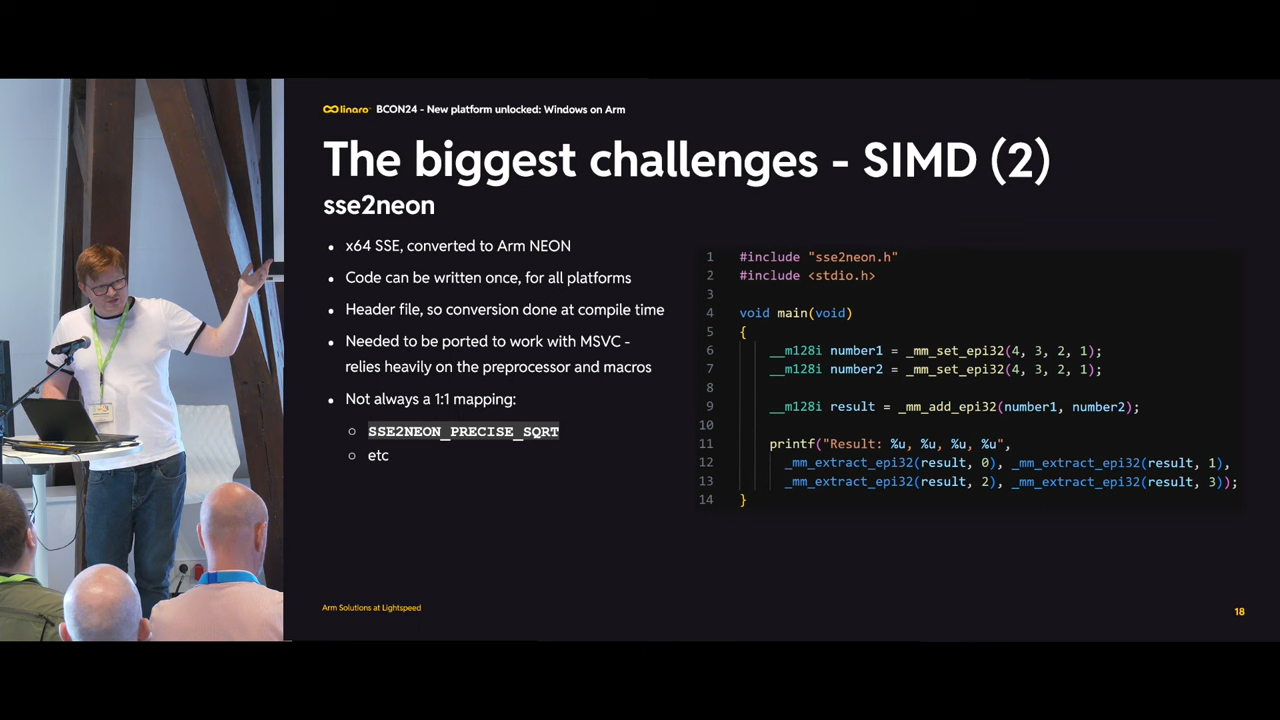 linaro BCON24 - New platform unlocked: Windows on Arm
The biggest challenges - SIMD (2)
sse2neon
• x64 SSE, converted to Arm NEON
• Code can be written once, for all platforms
• Header file, so conversion done at compile time
• Needed to be ported to work with MSVC -
relies heavily on the preprocessor and macros
• Not always a 1:1 mapping:
○ SSE2NEON_PRECISE_SQRT
○ etc
1 #include "sse2neon.h"
2 #include <stdio.h>
3
4 void main(void)
5 {
6 __m128i number1 = _mm_set_epi32(4, 3, 2, 1);
7 __m128i number2 = _mm_set_epi32(4, 3, 2, 1);
8
9 __m128i result = _mm_add_epi32(number1, number2);
10
11 printf("Result: %u, %u, %u, %u",
12 _mm_extract_epi32(result, 0), _mm_extract_epi32(result, 1),
13 _mm_extract_epi32(result, 2), _mm_extract_epi32(result, 3));
14 }
Arm Solutions at Lightspeed
18